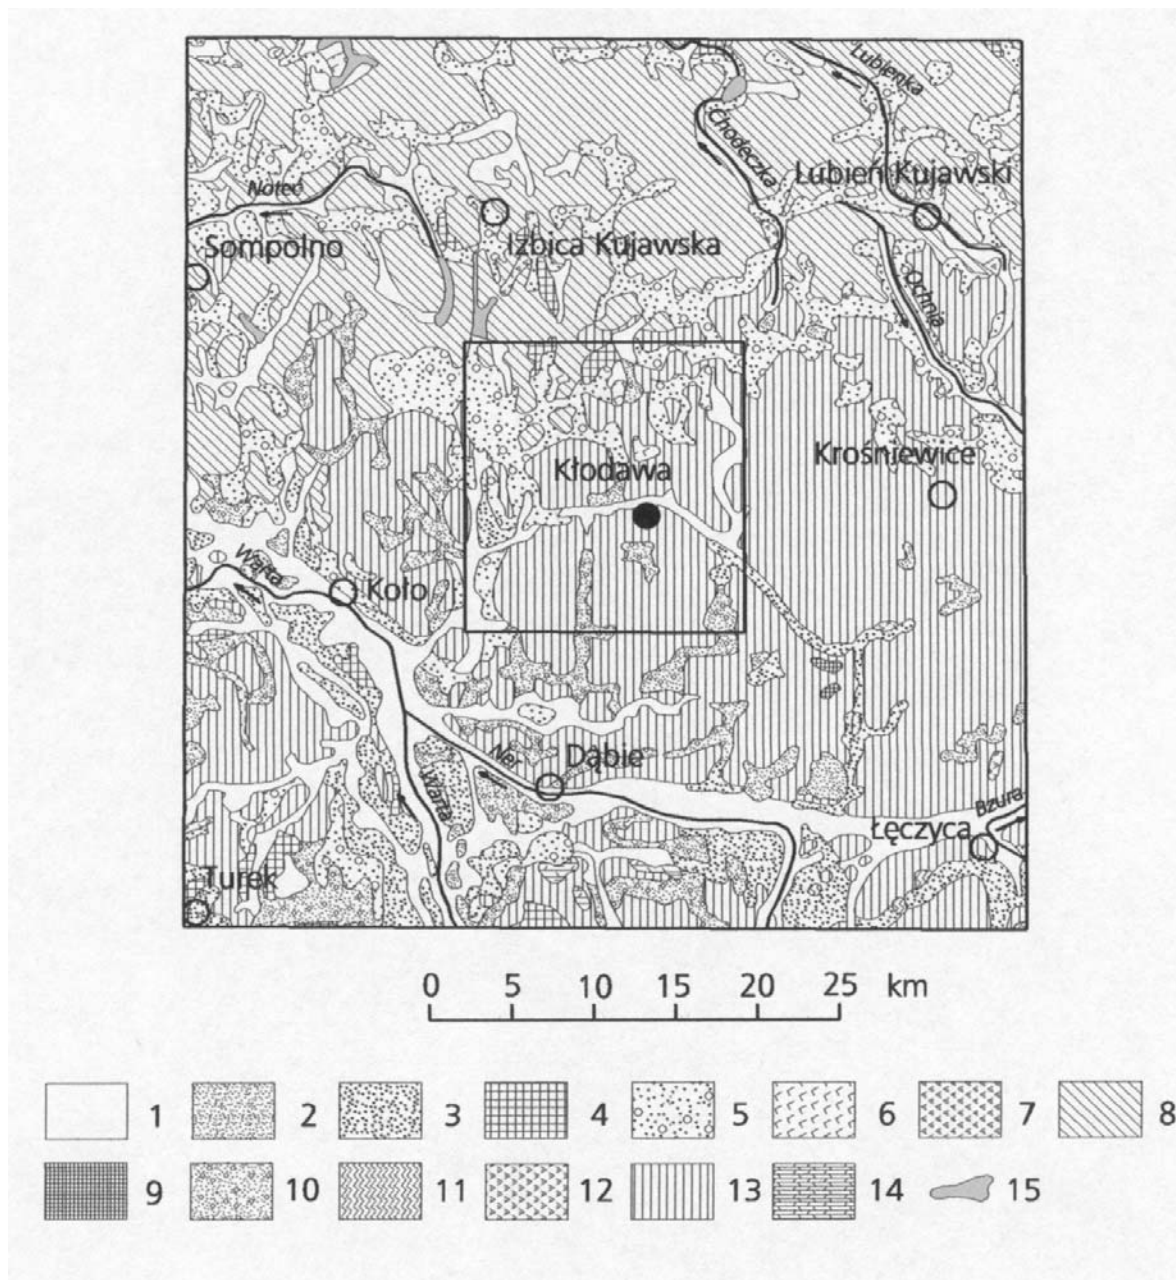 Lubieńka
Chodeczka
Lubień Kujawski
Noteć
Sompolno
Izbica Kujawska
Ochnia
Kłodawa
Krośniewice
Warta
Koło
Ner
Dąbie
Warta
Bzura
Łęczyca
Turek
0 5 10 15 20 25 km
1 2 3 4 5 6 7 8
9 10 11 12 13 14 15